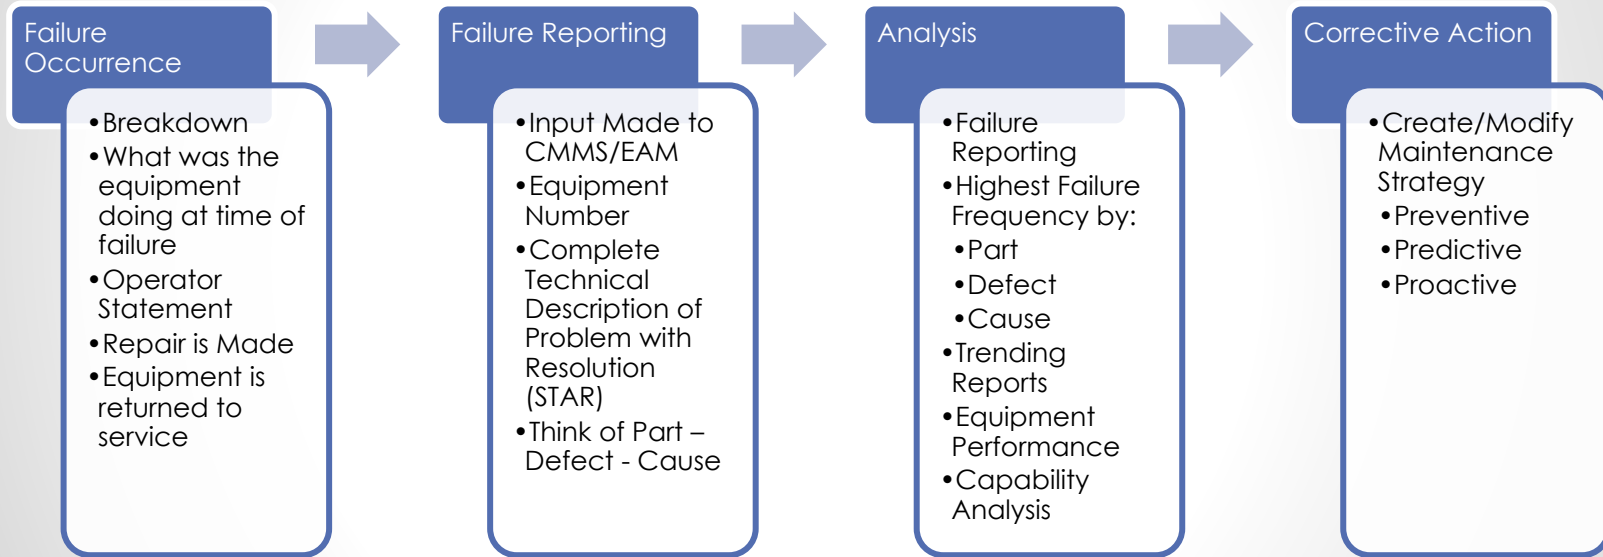 Failure
Occurrence
•Breakdown
•What was the
equipment
doing at time of
failure
•Operator
Statement
•Repair is Made
•Equipment is
returned to
service
Failure Reporting
•Input Made to
CMMS/EAM
•Equipment
Number
•Complete
Technical
Description of
Problem with
Resolution
(STAR)
•Think of Part –
Defect - Cause
Analysis
•Failure
Reporting
•Highest Failure
Frequency by:
•Part
•Defect
•Cause
•Trending
Reports
•Equipment
Performance
•Capability
Analysis
Corrective Action
•Create/Modify
Maintenance
Strategy
•Preventive
•Predictive
•Proactive